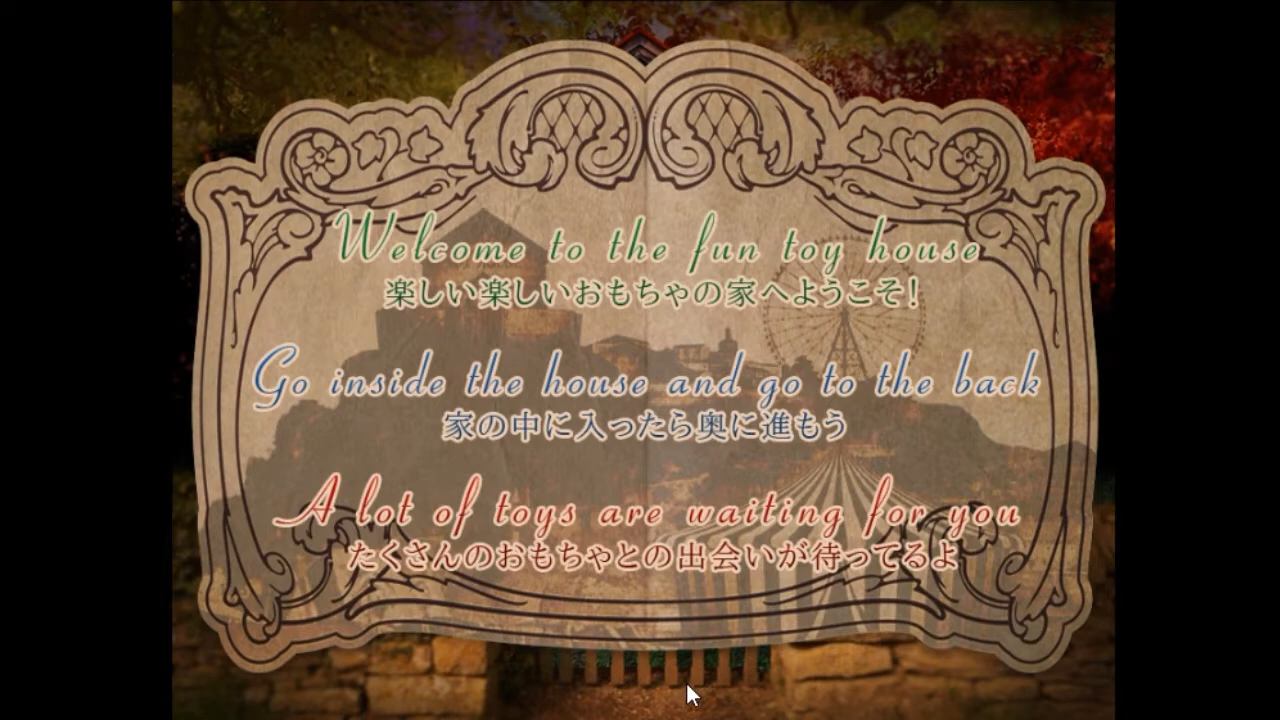 Welcome to the fun toy house
楽しい楽しいおもちゃの家へようこそ!
Go inside the house and go to the back
家の中に入ったら奥に進もう
A lot of toys are waiting for you
たくさんのおもちゃとの出会いが待ってるよ